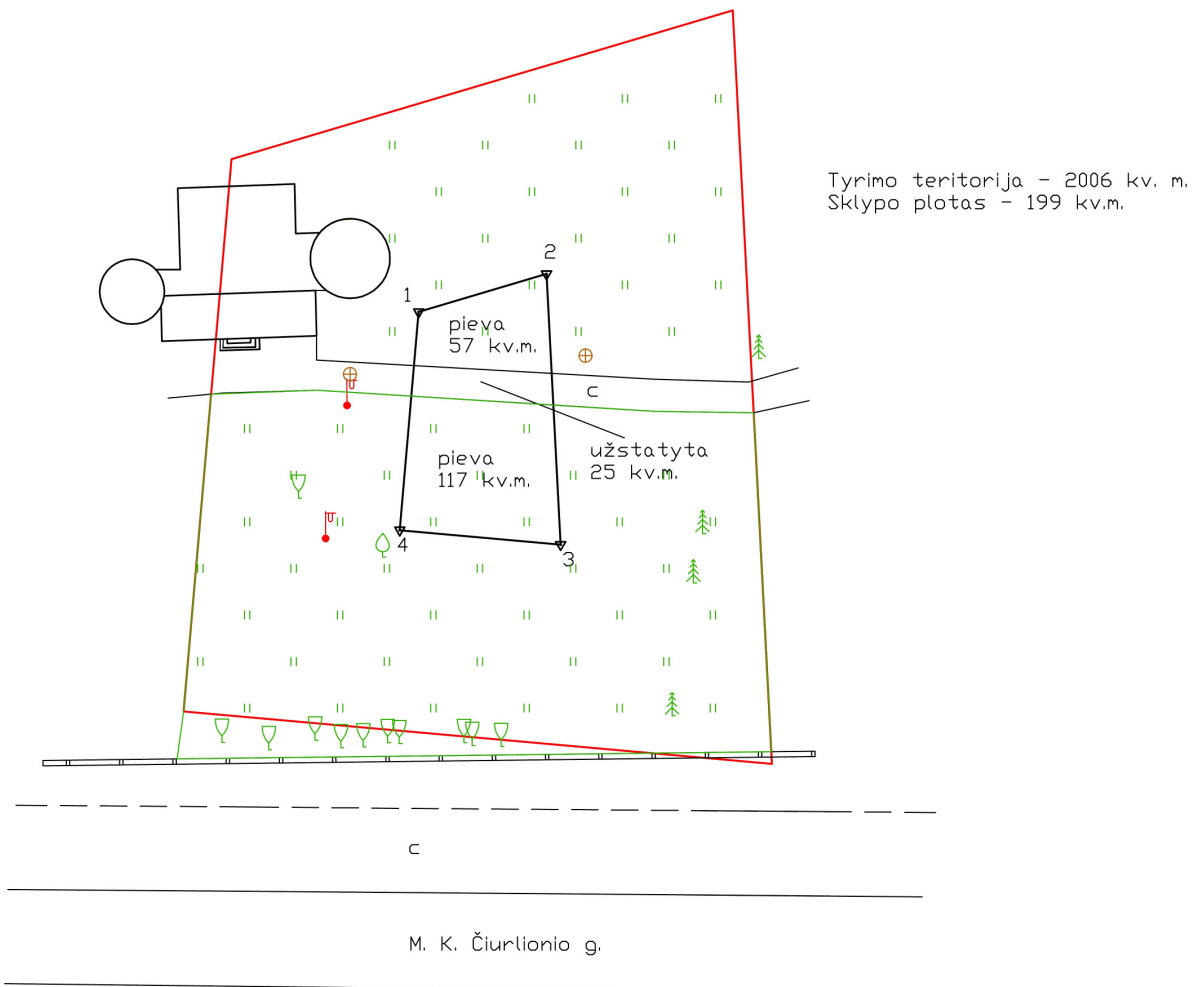 Tyrimo teritorija - 2006 kv. m.
Sklypo plotas - 199 kv.m.
2
1
pieva
57 kv.m.
c
užstatyta
25 kv.m.
pieva
117 kv.m.
4
3
c
M. K. Čiurlionio g.